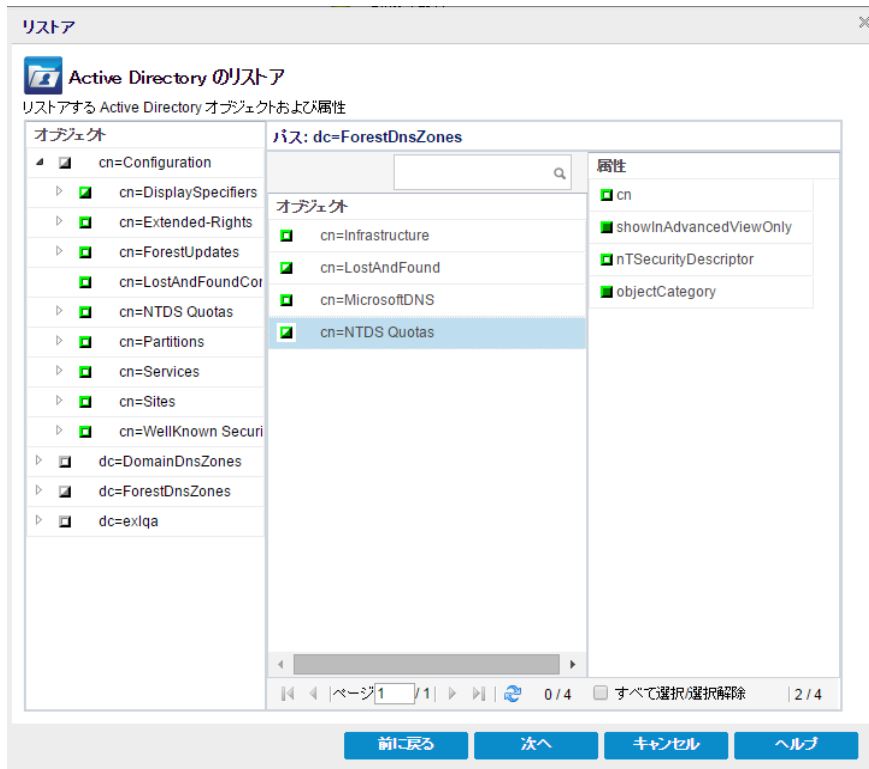 リストア
Active Directory のリストア
リストアする Active Directory オブジェクトおよび属性
オブジェクト
cn=Configuration
cn=DisplaySpecifiers
cn=Extended-Rights
cn=ForestUpdates
cn=LostAndFoundCor
cn=NTDS Quotas
cn=Partitions
cn=Services
cn=Sites
cn=WellKnown Securi
dc=DomainDnsZones
dc=ForestDnsZones
dc=exlqa
パス: dc=ForestDnsZones
オブジェクト
cn=Infrastructure
cn=LostAndFound
cn=MicrosoftDNS
cn=NTDS Quotas
ページ 1 / 1
0 / 4
属性
cn
showInAdvancedViewOnly
nTSecurityDescriptor
objectCategory
すべて選択/選択解除
2 / 4
前に戻る
次へ
キャンセル
ヘルプ